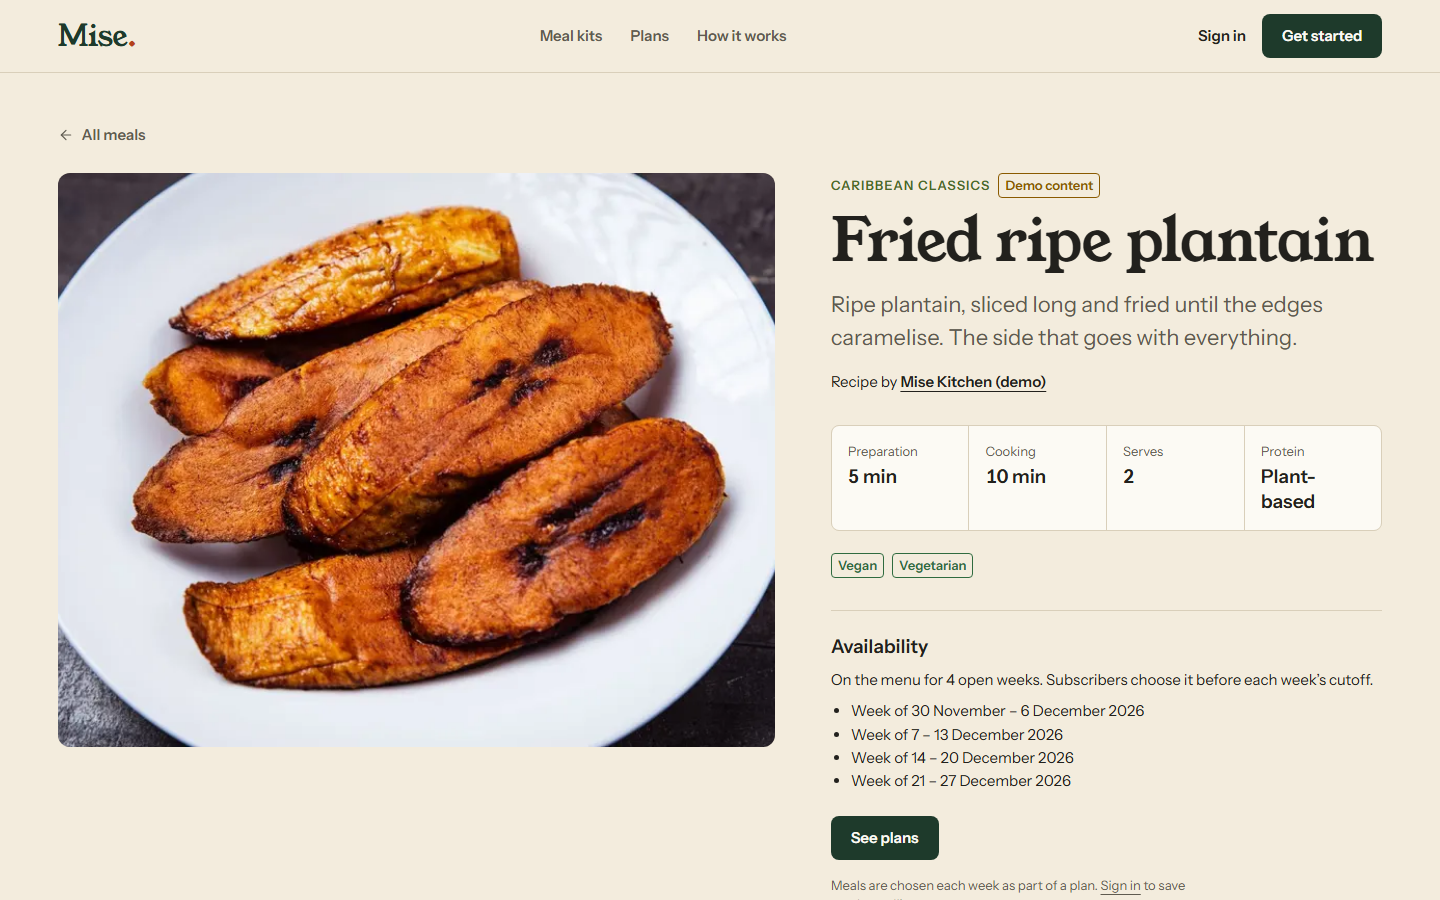 Mise.
Meal kits
Plans
How it works
Sign in
Get started
← All meals
CARIBBEAN CLASSICS
Demo content
Fried ripe plantain
Ripe plantain, sliced long and fried until the edges
caramelise. The side that goes with everything.
Recipe by Mise Kitchen (demo)
Preparation
5 min
Cooking
10 min
Serves
2
Protein
Plant-
based
Vegan
Vegetarian
Availability
On the menu for 4 open weeks. Subscribers choose it before each week’s cutoff.
• Week of 30 November – 6 December 2026
• Week of 7 – 13 December 2026
• Week of 14 – 20 December 2026
• Week of 21 – 27 December 2026
See plans
Meals are chosen each week as part of a plan. Sign in to save